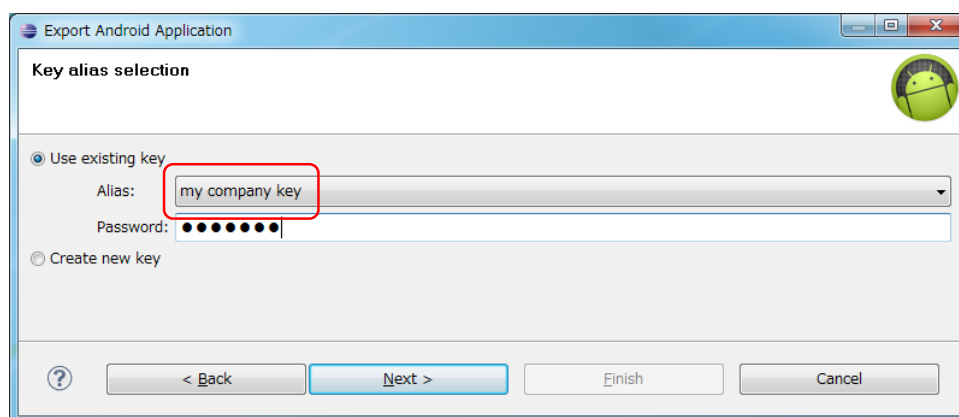 Export Android Application
Key alias selection
Use existing key
Alias: my company key
Password: ●●●●●●●
Create new key
? < Back Next > Finish Cancel